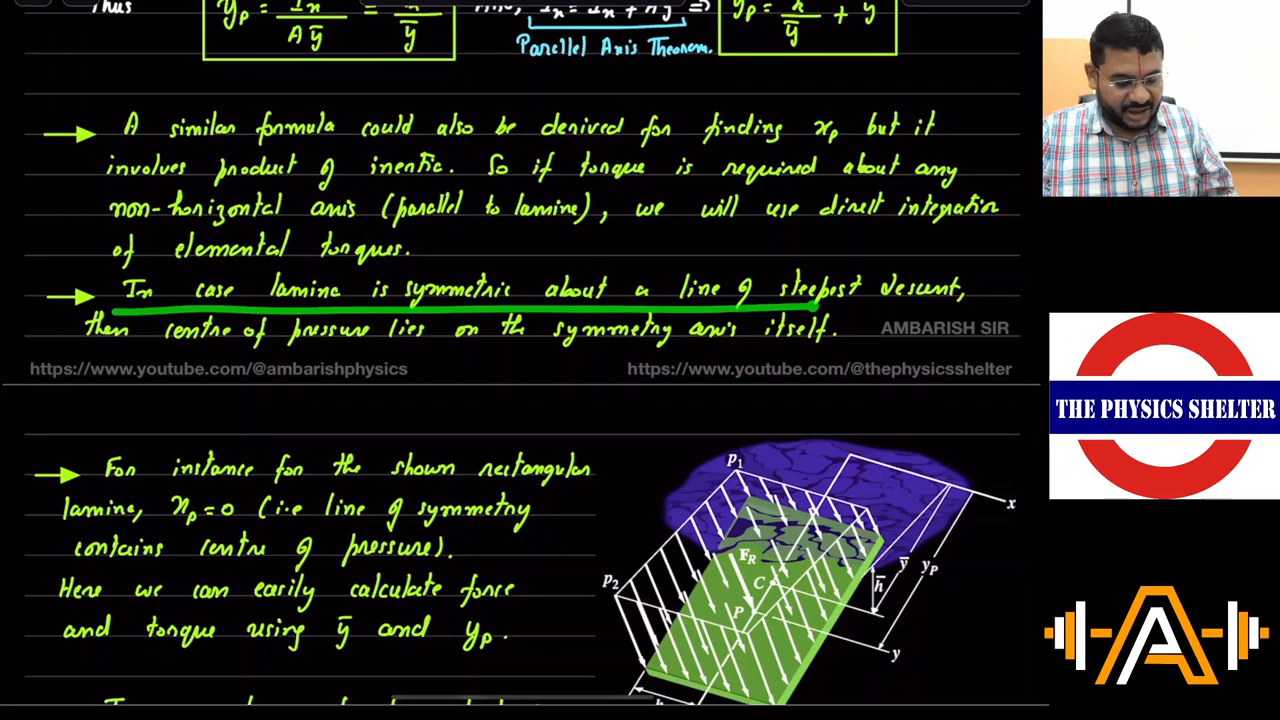 Thus
A ȳ
ȳ
Parallel Axis Theorem.
ȳ
→ A similar formula could also be derived for finding xp but it
involves product of inertia. So if torque is required about any
non-horizontal axis (parallel to lamina), we will use direct integration
of elemental torques.
→ In case lamina is symmetric about a line of steepest descent,
then centre of pressure lies on the symmetry axis itself.
AMBARISH SIR
https://www.youtube.com/@ambarishphysics
https://www.youtube.com/@thephysicsshelter
→ For instance for the shown rectangular
lamina, xp = 0 (i.e line of symmetry
contains centre of pressure).
Here we can easily calculate force
and torque using ȳ and yp.
p1
x
FR
ȳ
yp
p2
C
h̄
P
y
THE PHYSICS SHELTER